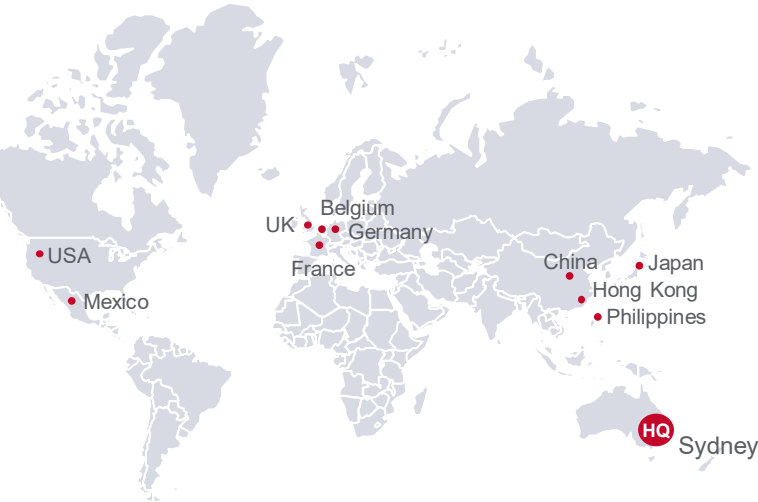 Belgium
UK
Germany
USA
France
China
Japan
Hong Kong
Mexico
Philippines
HQ
Sydney